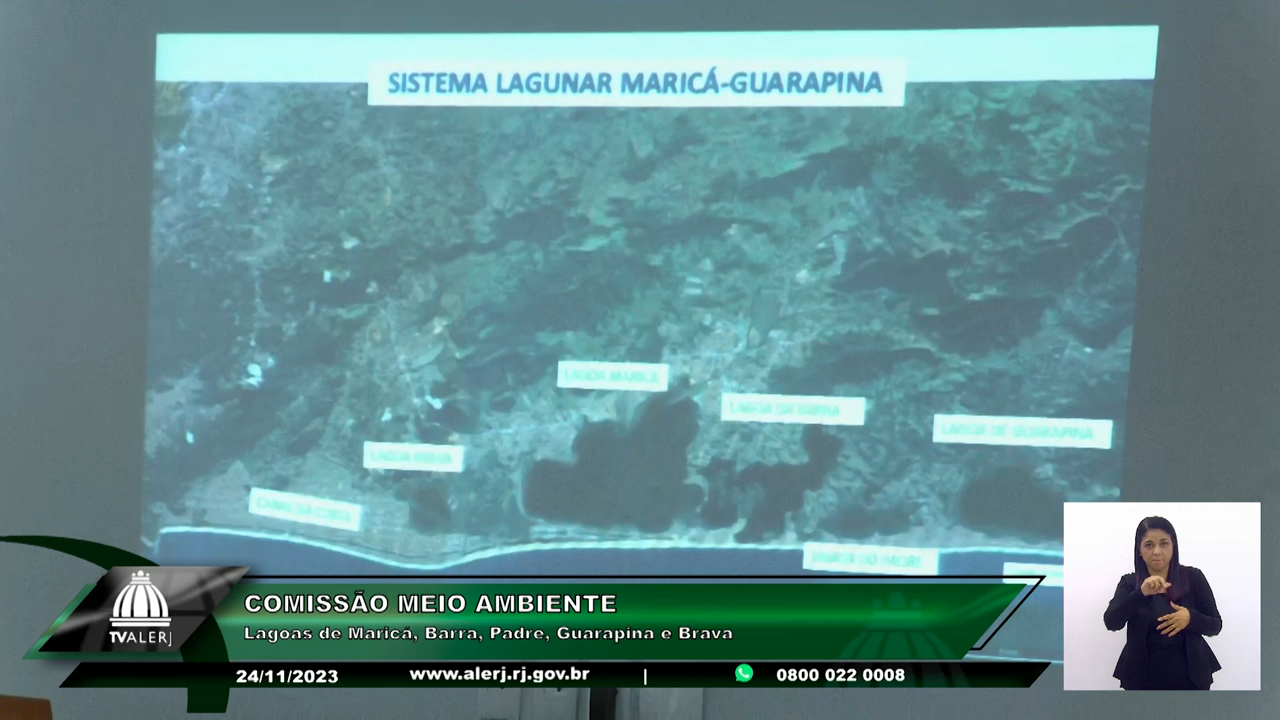 SISTEMA LAGUNAR MARICÁ-GUARAPINA
LAGOA MARICÁ
LAGOA DA BARRA
LAGOA DE GUARAPINA
LAGOA BRAVA
COMISSÃO MEIO AMBIENTE
Lagoas de Maricá, Barra, Padre, Guarapina e Brava
TVALERJ
24/11/2023
www.alerj.rj.gov.br
|
0800 022 0008